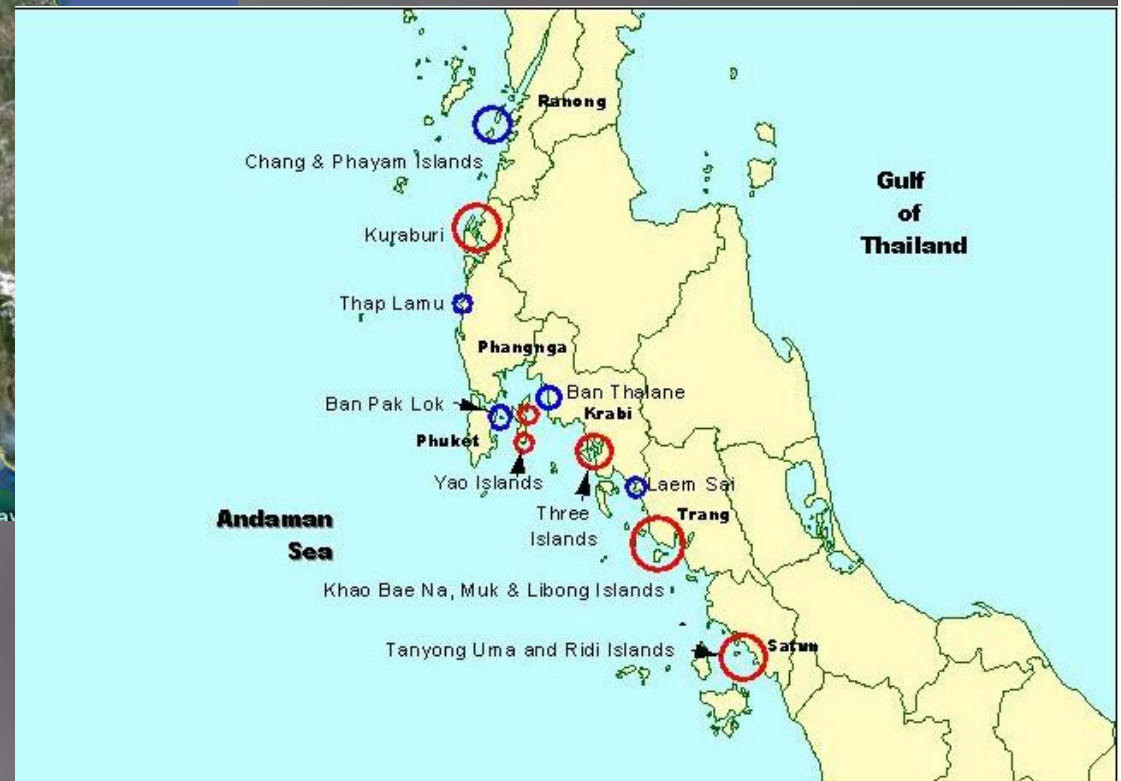 Ranong
Chang & Phayam Islands
Gulf
of
Thailand
Kuraburi
Thap Lamu
Phangnga
Ban Thalane
Ban Pak Lok
Krabi
Phuket
Yao Islands
Laem Sai
Three
Islands
Trang
Andaman
Sea
Khao Bae Na, Muk & Libong Islands
Tanyong Uma and Ridi Islands
Satun